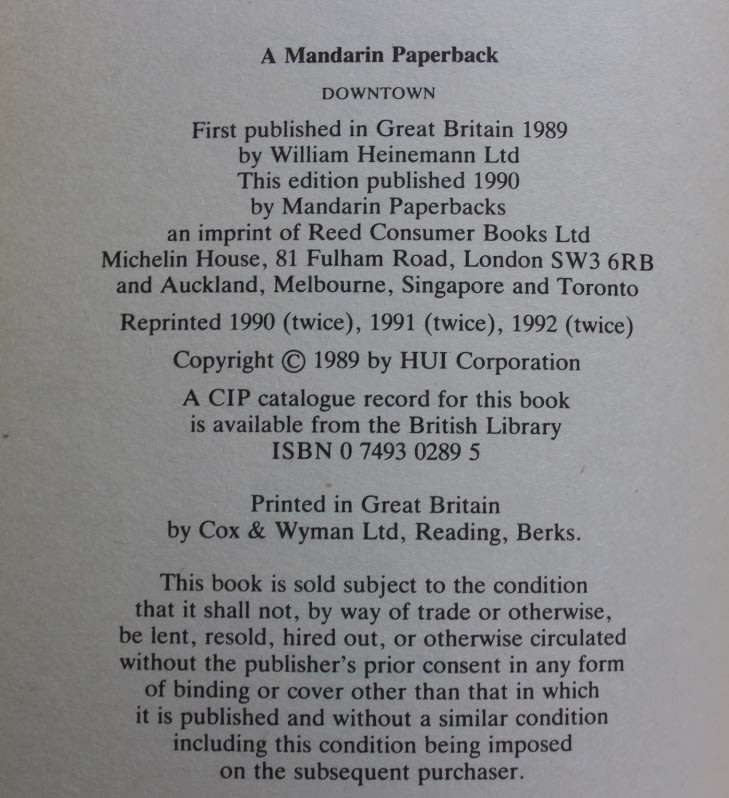 A Mandarin Paperback
DOWNTOWN
First published in Great Britain 1989
by William Heinemann Ltd
This edition published 1990
by Mandarin Paperbacks
an imprint of Reed Consumer Books Ltd
Michelin House, 81 Fulham Road, London SW3 6RB
and Auckland, Melbourne, Singapore and Toronto
Reprinted 1990 (twice), 1991 (twice), 1992 (twice)
Copyright © 1989 by HUI Corporation
A CIP catalogue record for this book
is available from the British Library
ISBN 0 7493 0289 5
Printed in Great Britain
by Cox & Wyman Ltd, Reading, Berks.
This book is sold subject to the condition
that it shall not, by way of trade or otherwise,
be lent, resold, hired out, or otherwise circulated
without the publisher's prior consent in any form
of binding or cover other than that in which
it is published and without a similar condition
including this condition being imposed
on the subsequent purchaser.